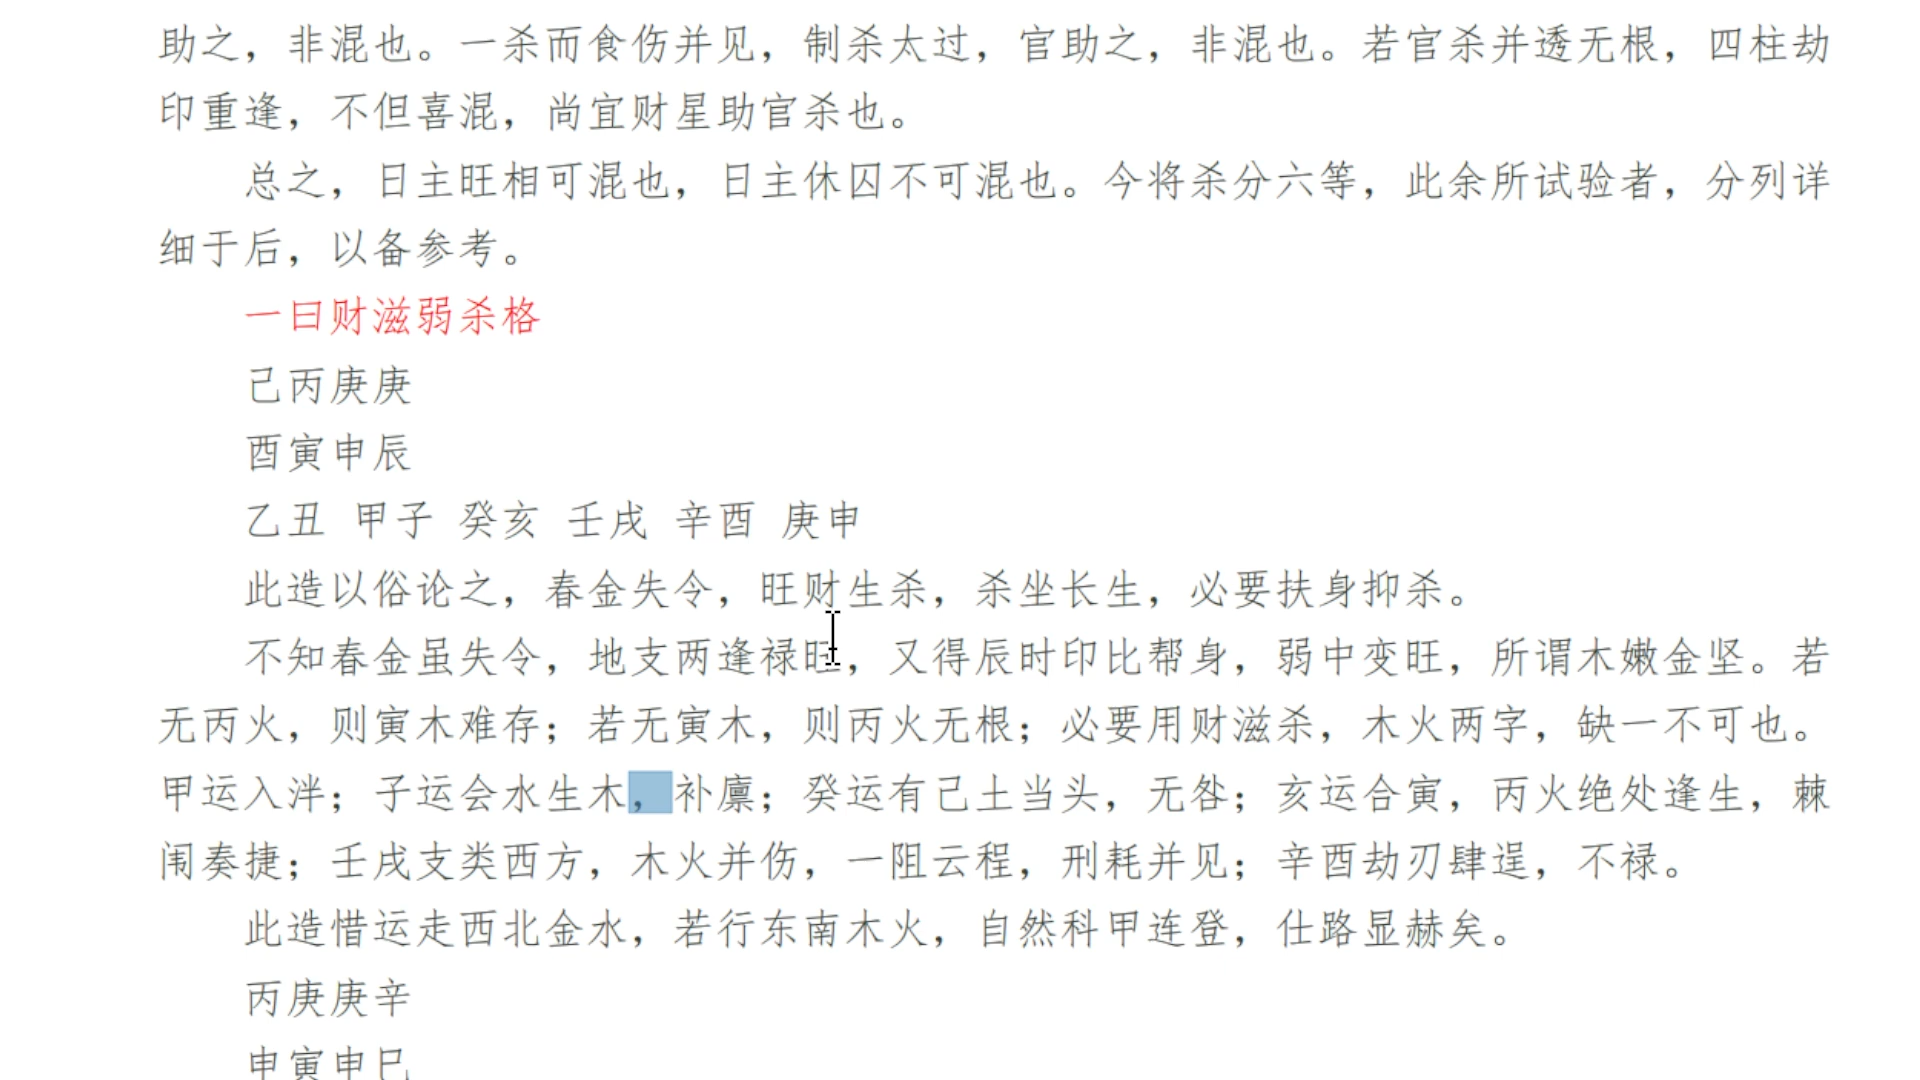 助之，非混也。一杀而食伤并见，制杀太过，官助之，非混也。若官杀并透无根，四柱劫
印重逢，不但喜混，尚宜财星助官杀也。
总之，日主旺相可混也，日主休囚不可混也。今将杀分六等，此余所试验者，分列详
细于后，以备参考。
一曰财滋弱杀格
己丙庚庚
酉寅申辰
乙丑 甲子 癸亥 壬戌 辛酉 庚申
此造以俗论之，春金失令，旺财生杀，杀坐长生，必要扶身抑杀。
不知春金虽失令，地支两逢禄旺，又得辰时印比帮身，弱中变旺，所谓木嫩金坚。若
无丙火，则寅木难存；若无寅木，则丙火无根；必要用财滋杀，木火两字，缺一不可也。
甲运入泮；子运会水生木，补廪；癸运有己土当头，无咎；亥运合寅，丙火绝处逢生，棘
闱奏捷；壬戌支类西方，木火并伤，一阻云程，刑耗并见；辛酉劫刃肆逞，不禄。
此造惜运走西北金水，若行东南木火，自然科甲连登，仕路显赫矣。
丙庚庚辛
申寅申巳